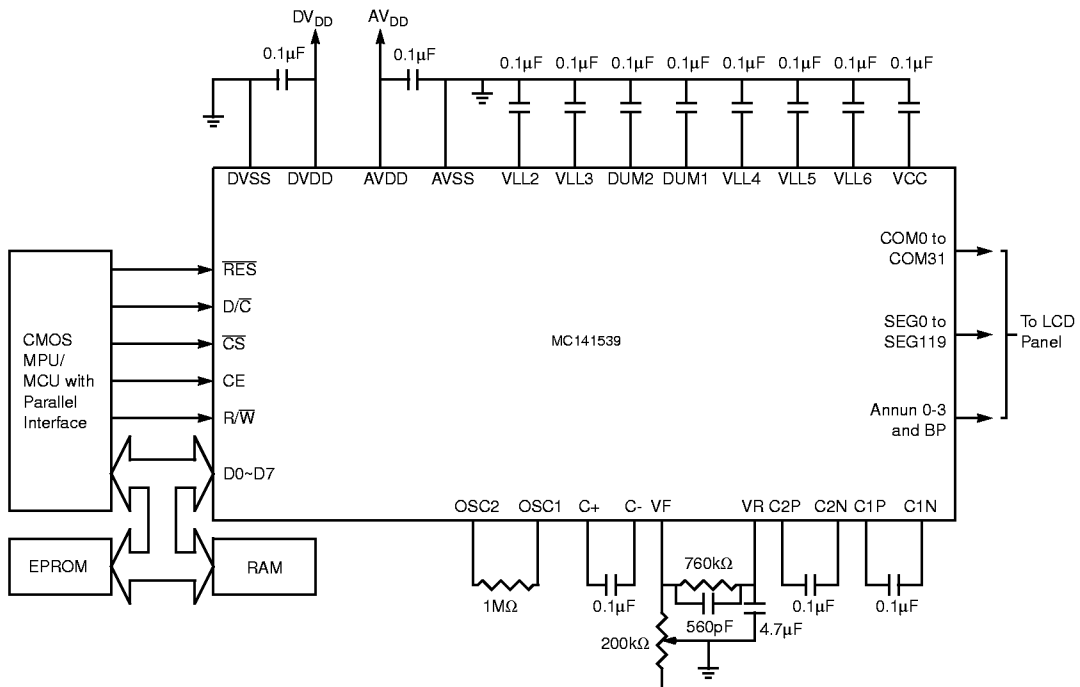 DVDD AVDD
0.1µF 0.1µF 0.1µF 0.1µF 0.1µF 0.1µF 0.1µF 0.1µF 0.1µF 0.1µF
DVSS DVDD AVDD AVSS VLL2 VLL3 DUM2 DUM1 VLL4 VLL5 VLL6 VCC
CMOS
MPU/
MCU with
Parallel
Interface
R̅E̅S̅
D/C̅
C̅S̅
CE
R/W̅
D0~D7
MC141539
COM0 to
COM31
SEG0 to
SEG119
Annun 0-3
and BP
To LCD
Panel
OSC2 OSC1 C+ C- VF VR C2P C2N C1P C1N
EPROM
RAM
1MΩ
0.1µF
760kΩ
560pF
200kΩ
4.7µF
0.1µF
0.1µF